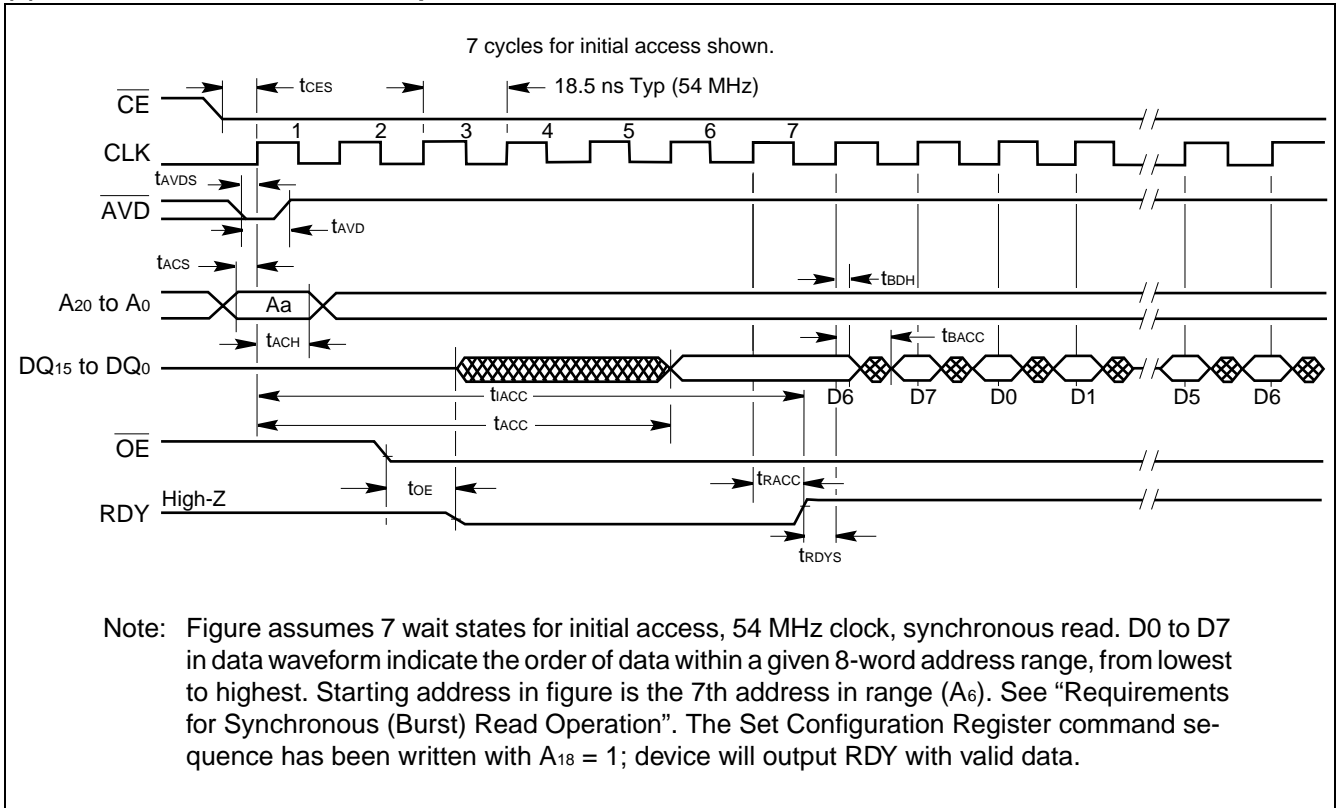 7 cycles for initial access shown.
tCES
18.5 ns Typ (54 MHz)
CE
1 2 3 4 5 6 7
CLK
tAVDS
AVD
tAVD
tACS
tBDH
A20 to A0
Aa
tACH
tBACC
DQ15 to DQ0
D6 D7 D0 D1 D5 D6
tIACC
tACC
OE
tOE
tRACC
High-Z
RDY
tRDYS
Note: Figure assumes 7 wait states for initial access, 54 MHz clock, synchronous read. D0 to D7
in data waveform indicate the order of data within a given 8-word address range, from lowest
to highest. Starting address in figure is the 7th address in range (A6). See “Requirements
for Synchronous (Burst) Read Operation”. The Set Configuration Register command se-
quence has been written with A18 = 1; device will output RDY with valid data.